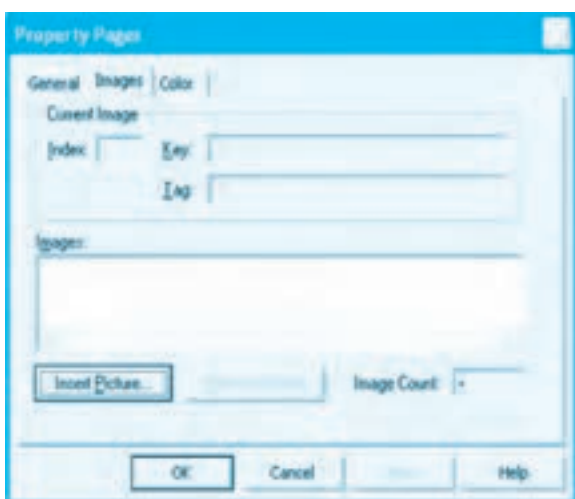 Property Pages
General Images Color
Current Image
Index: Key:
Tag:
Images:
Insert Picture...
Image Count:
OK Cancel Help